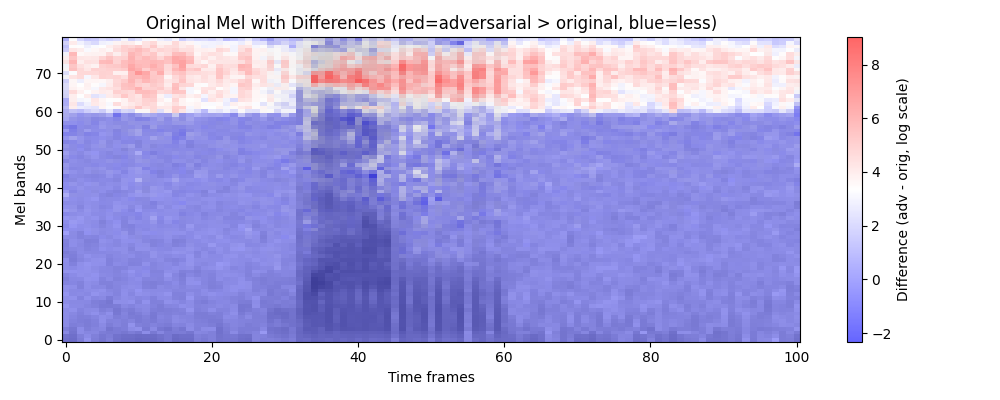 Original Mel with Differences (red=adversarial > original, blue=less)
Mel bands
70
60
50
40
30
20
10
0
0 20 40 60 80 100
Time frames
8
6
4
2
0
−2
Difference (adv - orig, log scale)